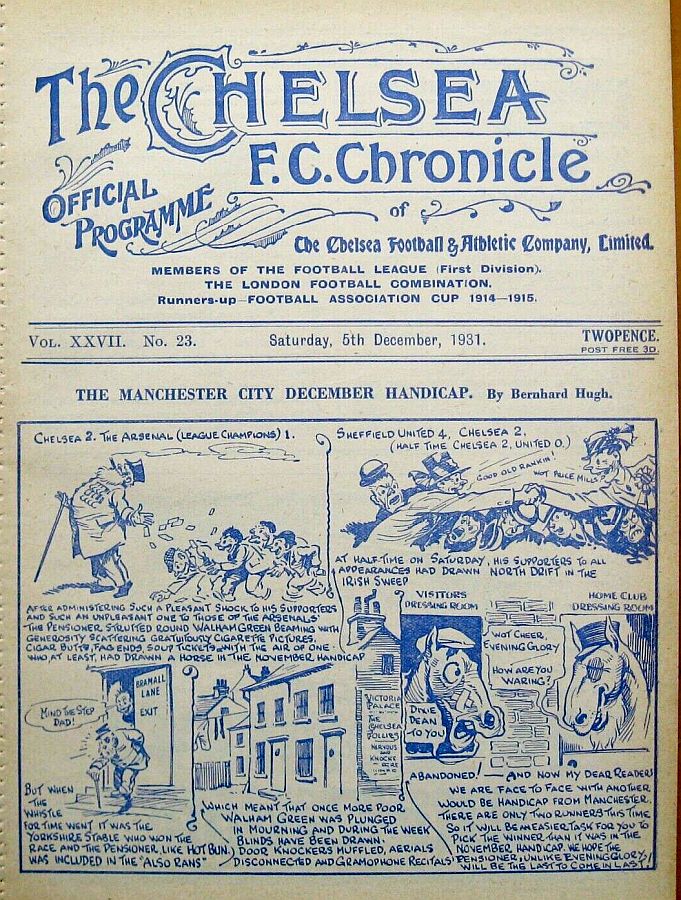 The CHELSEA
F.C. Chronicle
OFFICIAL
PROGRAMME
of
The Chelsea Football & Athletic Company, Limited.
MEMBERS OF THE FOOTBALL LEAGUE (First Division).
THE LONDON FOOTBALL COMBINATION.
Runners-up—FOOTBALL ASSOCIATION CUP 1914-1915.
VOL. XXVII. No. 23.
Saturday, 5th December, 1931.
TWOPENCE.
POST FREE 3D.
THE MANCHESTER CITY DECEMBER HANDICAP. By Bernhard Hugh.
CHELSEA 2. THE ARSENAL (LEAGUE CHAMPIONS) 1.
AFTER ADMINISTERING SUCH A PLEASANT SHOCK TO HIS SUPPORTERS
AND SUCH AN UNPLEASANT ONE TO THOSE OF THE ARSENALS'
THE PENSIONER, STRUTTED ROUND WALHAM GREEN BEAMING WITH
GENEROSITY SCATTERING GRATUITOUSLY CIGARETTE PICTURES.
CIGAR BUTTS, FAG ENDS, SOUP TICKETS, WITH THE AIR OF ONE
WHO, AT LEAST, HAD DRAWN A HORSE IN THE NOVEMBER HANDICAP
SHEFFIELD UNITED 4, CHELSEA 2.
(HALF TIME CHELSEA 2, UNITED 0.)
GOOD OLD RANKIN!
WOT PRICE MILLS?
AT HALF-TIME ON SATURDAY, HIS SUPPORTERS TO ALL
APPEARANCES HAD DRAWN NORTH DRIFT IN THE
IRISH SWEEP
MIND THE STEP
DAD!
BRAMALL
LANE
EXIT
BUT WHEN
THE
WHISTLE
FOR TIME WENT IT WAS THE
YORKSHIRE STABLE WHO WON THE
RACE AND THE PENSIONER, LIKE HOT BUN.
WAS INCLUDED IN THE "ALSO RANS"
VICTORIA
PALACE
THE
CHELSEA
FOLLIES
NERVOUS
AND
KNOCKE
WHICH MEANT THAT ONCE MORE POOR
WALHAM GREEN WAS PLUNGED
IN MOURNING AND DURING THE WEEK
BLINDS HAVE BEEN DRAWN.
DOOR KNOCKERS MUFFLED, AERIALS
DISCONNECTED AND GRAMOPHONE RECITALS
VISITORS
DRESSING ROOM
HOME CLUB
DRESSING ROOM
DIXIE
DEAN
TO YOU
WOT CHEER,
EVENING GLORY
HOW ARE YOU
WARING?
ABANDONED!—AND NOW MY DEAR READERS
WE ARE FACE TO FACE WITH ANOTHER
WOULD BE HANDICAP FROM MANCHESTER.
THERE ARE ONLY TWO RUNNERS THIS TIME
SO IT WILL BE AN EASIER TASK FOR YOU TO
PICK THE WINNER THAN IT WAS IN THE
NOVEMBER HANDICAP. WE HOPE THE
PENSIONER, UNLIKE EVENING GLORY,
WILL BE THE LAST TO COME IN LAST!